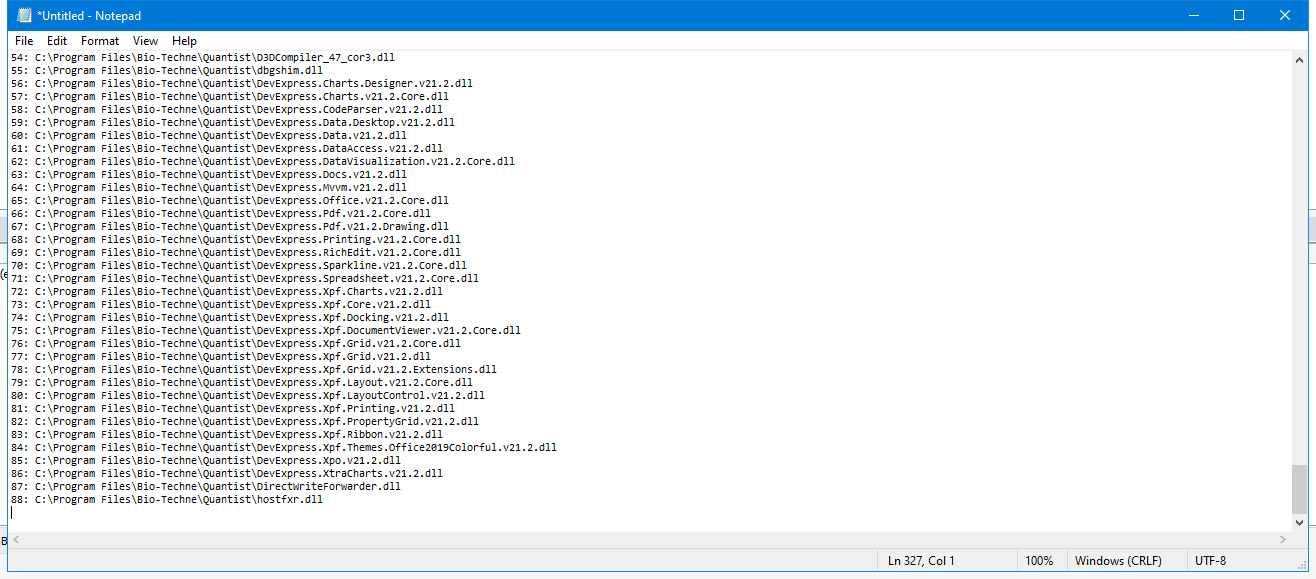 *Untitled - Notepad
File Edit Format View Help
54: C:\Program Files\Bio-Techne\Quantist\D3DCompiler_47_cor3.dll
55: C:\Program Files\Bio-Techne\Quantist\dbgshim.dll
56: C:\Program Files\Bio-Techne\Quantist\DevExpress.Charts.Designer.v21.2.dll
57: C:\Program Files\Bio-Techne\Quantist\DevExpress.Charts.v21.2.Core.dll
58: C:\Program Files\Bio-Techne\Quantist\DevExpress.CodeParser.v21.2.dll
59: C:\Program Files\Bio-Techne\Quantist\DevExpress.Data.Desktop.v21.2.dll
60: C:\Program Files\Bio-Techne\Quantist\DevExpress.Data.v21.2.dll
61: C:\Program Files\Bio-Techne\Quantist\DevExpress.DataAccess.v21.2.dll
62: C:\Program Files\Bio-Techne\Quantist\DevExpress.DataVisualization.v21.2.Core.dll
63: C:\Program Files\Bio-Techne\Quantist\DevExpress.Docs.v21.2.dll
64: C:\Program Files\Bio-Techne\Quantist\DevExpress.Mvvm.v21.2.dll
65: C:\Program Files\Bio-Techne\Quantist\DevExpress.Office.v21.2.Core.dll
66: C:\Program Files\Bio-Techne\Quantist\DevExpress.Pdf.v21.2.Core.dll
67: C:\Program Files\Bio-Techne\Quantist\DevExpress.Pdf.v21.2.Drawing.dll
68: C:\Program Files\Bio-Techne\Quantist\DevExpress.Printing.v21.2.Core.dll
69: C:\Program Files\Bio-Techne\Quantist\DevExpress.RichEdit.v21.2.Core.dll
70: C:\Program Files\Bio-Techne\Quantist\DevExpress.Sparkline.v21.2.Core.dll
71: C:\Program Files\Bio-Techne\Quantist\DevExpress.Spreadsheet.v21.2.Core.dll
72: C:\Program Files\Bio-Techne\Quantist\DevExpress.Xpf.Charts.v21.2.dll
73: C:\Program Files\Bio-Techne\Quantist\DevExpress.Xpf.Core.v21.2.dll
74: C:\Program Files\Bio-Techne\Quantist\DevExpress.Xpf.Docking.v21.2.dll
75: C:\Program Files\Bio-Techne\Quantist\DevExpress.Xpf.DocumentViewer.v21.2.Core.dll
76: C:\Program Files\Bio-Techne\Quantist\DevExpress.Xpf.Grid.v21.2.Core.dll
77: C:\Program Files\Bio-Techne\Quantist\DevExpress.Xpf.Grid.v21.2.dll
78: C:\Program Files\Bio-Techne\Quantist\DevExpress.Xpf.Grid.v21.2.Extensions.dll
79: C:\Program Files\Bio-Techne\Quantist\DevExpress.Xpf.Layout.v21.2.Core.dll
80: C:\Program Files\Bio-Techne\Quantist\DevExpress.Xpf.LayoutControl.v21.2.dll
81: C:\Program Files\Bio-Techne\Quantist\DevExpress.Xpf.Printing.v21.2.dll
82: C:\Program Files\Bio-Techne\Quantist\DevExpress.Xpf.PropertyGrid.v21.2.dll
83: C:\Program Files\Bio-Techne\Quantist\DevExpress.Xpf.Ribbon.v21.2.dll
84: C:\Program Files\Bio-Techne\Quantist\DevExpress.Xpf.Themes.Office2019Colorful.v21.2.dll
85: C:\Program Files\Bio-Techne\Quantist\DevExpress.Xpo.v21.2.dll
86: C:\Program Files\Bio-Techne\Quantist\DevExpress.XtraCharts.v21.2.dll
87: C:\Program Files\Bio-Techne\Quantist\DirectWriteForwarder.dll
88: C:\Program Files\Bio-Techne\Quantist\hostfxr.dll
Ln 327, Col 1 100% Windows (CRLF) UTF-8